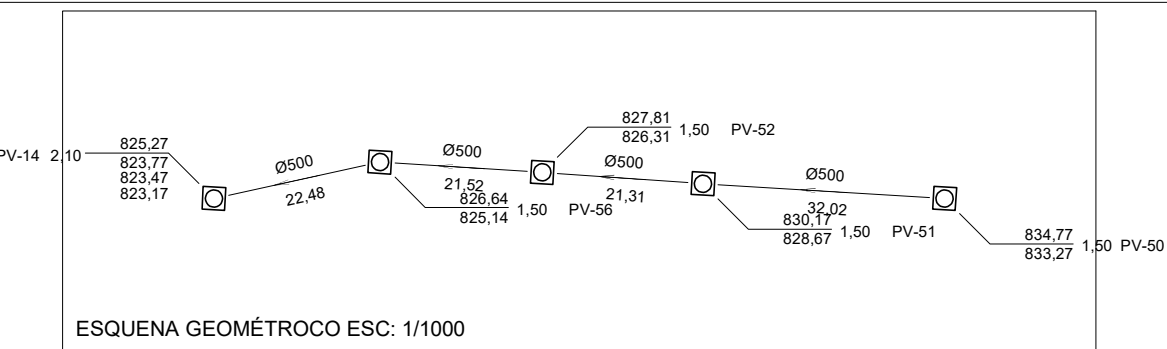 827,81
826,31 1,50 PV-52
PV-14 2,10 825,27
823,77
823,47
823,17
Ø500
22,48
Ø500
21,52
Ø500
21,31
Ø500
32,02
826,64
825,14 1,50 PV-56
830,17
828,67 1,50 PV-51
834,77
833,27 1,50 PV-50
ESQUENA GEOMÉTROCO ESC: 1/1000